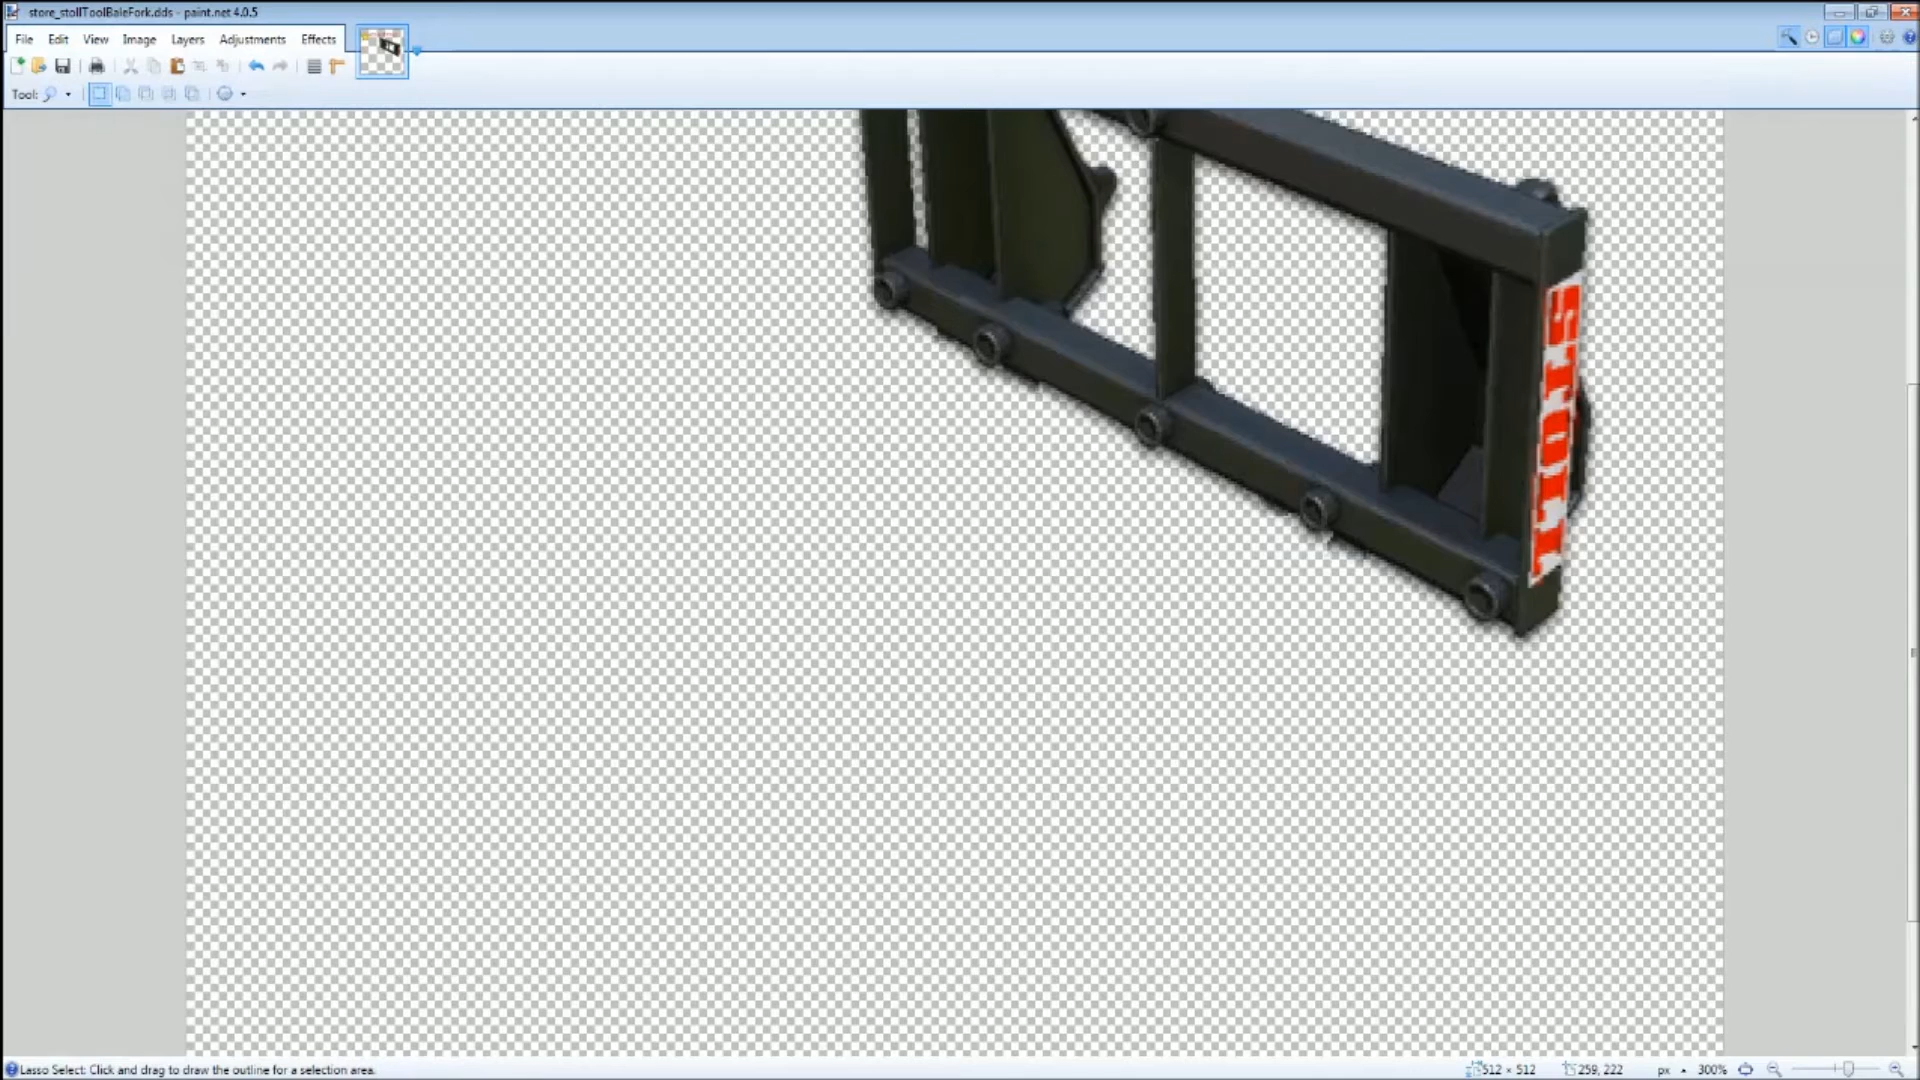 store_stollToolBaleFork.dds - paint.net 4.0.5
File Edit View Image Layers Adjustments Effects
Tool:
STOLL
Lasso Select: Click and drag to draw the outline for a selection area.
512 × 512
259, 222
px
300%